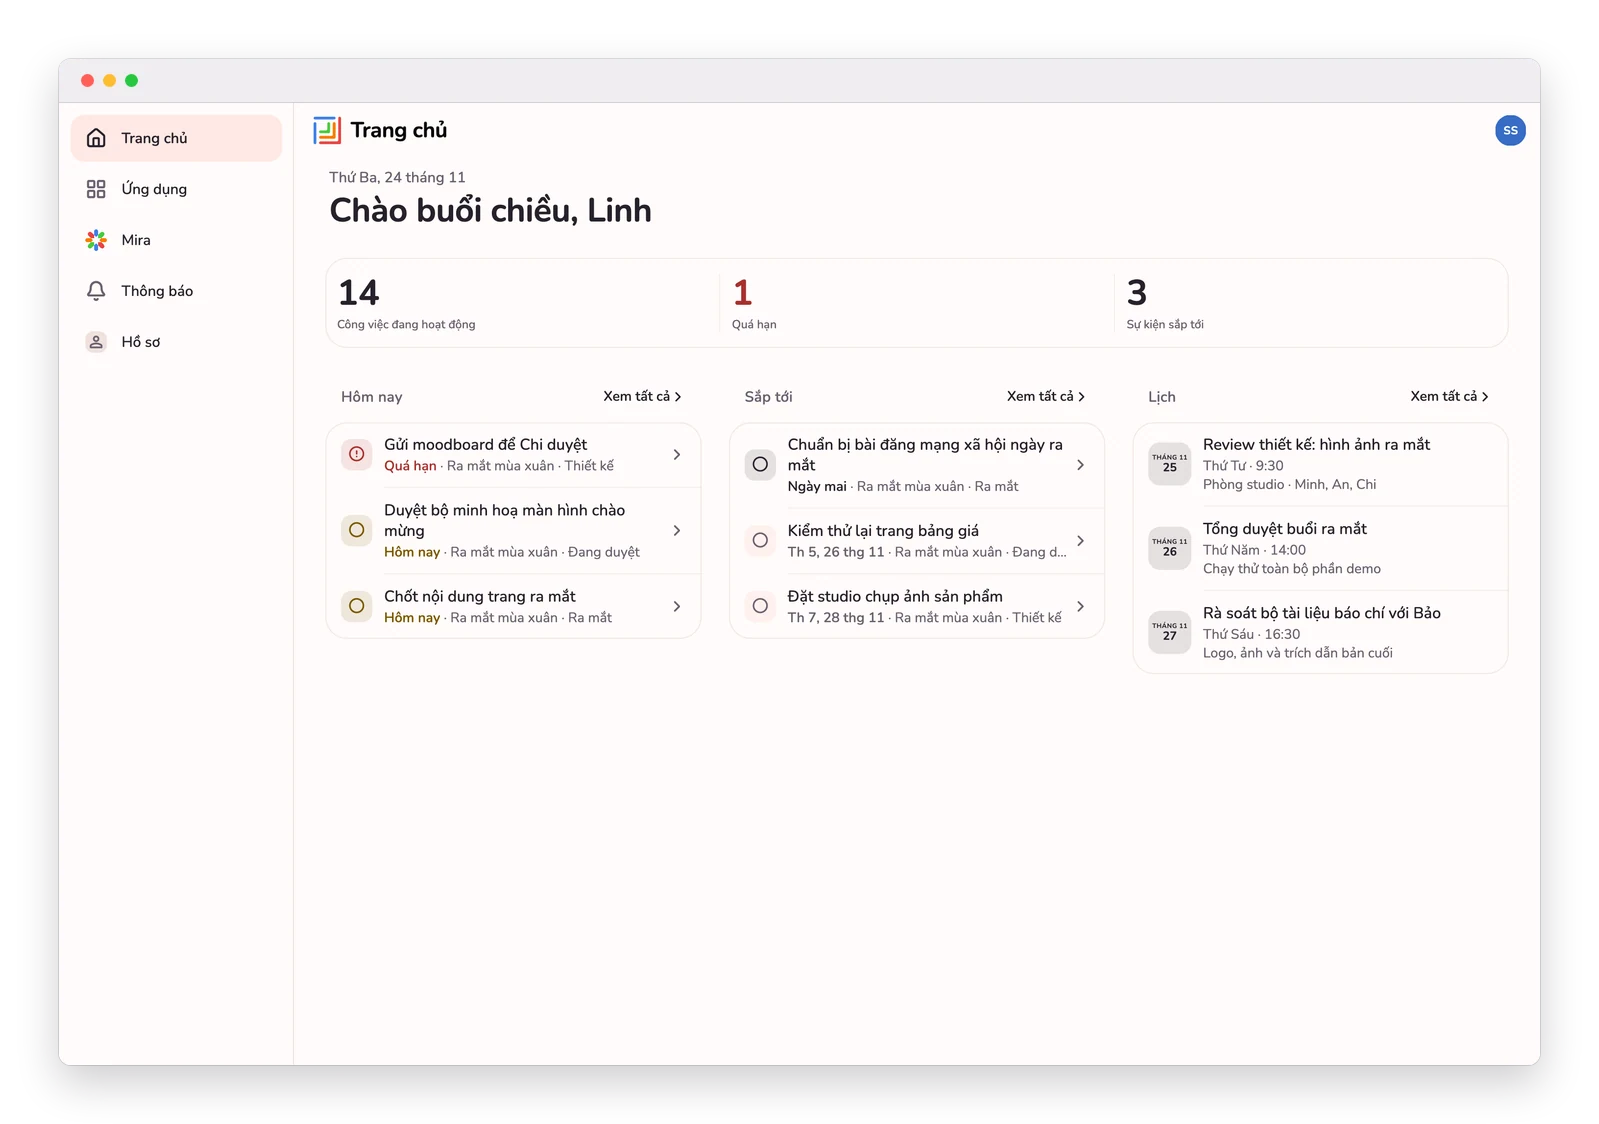 Trang chủ
Ứng dụng
Mira
Thông báo
Hồ sơ
Trang chủ
SS
Thứ Ba, 24 tháng 11
Chào buổi chiều, Linh
14
Công việc đang hoạt động
1
Quá hạn
3
Sự kiện sắp tới
Hôm nay
Xem tất cả
Gửi moodboard để Chi duyệt
Quá hạn · Ra mắt mùa xuân · Thiết kế
Duyệt bộ minh hoạ màn hình chào
mừng
Hôm nay · Ra mắt mùa xuân · Đang duyệt
Chốt nội dung trang ra mắt
Hôm nay · Ra mắt mùa xuân · Ra mắt
Sắp tới
Xem tất cả
Chuẩn bị bài đăng mạng xã hội ngày ra
mắt
Ngày mai · Ra mắt mùa xuân · Ra mắt
Kiểm thử lại trang bảng giá
Th 5, 26 thg 11 · Ra mắt mùa xuân · Đang d...
Đặt studio chụp ảnh sản phẩm
Th 7, 28 thg 11 · Ra mắt mùa xuân · Thiết kế
Lịch
Xem tất cả
THÁNG 11
25
Review thiết kế: hình ảnh ra mắt
Thứ Tư · 9:30
Phòng studio · Minh, An, Chi
THÁNG 11
26
Tổng duyệt buổi ra mắt
Thứ Năm · 14:00
Chạy thử toàn bộ phần demo
THÁNG 11
27
Rà soát bộ tài liệu báo chí với Bảo
Thứ Sáu · 16:30
Logo, ảnh và trích dẫn bản cuối